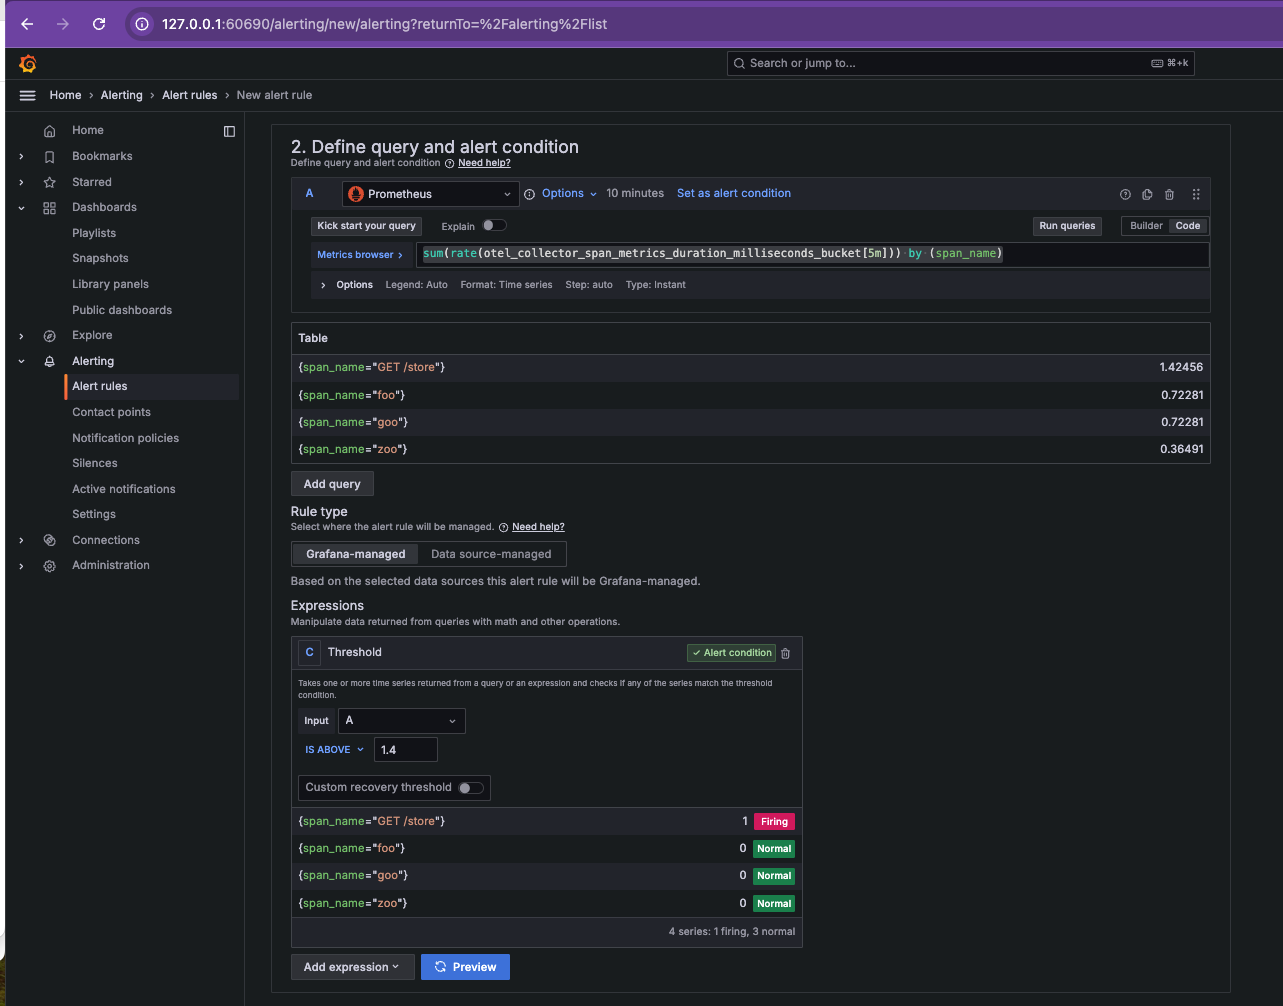 127.0.0.1:60690/alerting/new/alerting?returnTo=%2Falerting%2Flist
Search or jump to...
⌘+k
Home › Alerting › Alert rules › New alert rule
Home
Bookmarks
Starred
Dashboards
Playlists
Snapshots
Library panels
Public dashboards
Explore
Alerting
Alert rules
Contact points
Notification policies
Silences
Active notifications
Settings
Connections
Administration
2. Define query and alert condition
Define query and alert condition Need help?
A Prometheus Options 10 minutes Set as alert condition
Kick start your query Explain Run queries Builder Code
Metrics browser › sum(rate(otel_collector_span_metrics_duration_milliseconds_bucket[5m])) by (span_name)
› Options Legend: Auto Format: Time series Step: auto Type: Instant
Table
{span_name="GET /store"} 1.42456
{span_name="foo"} 0.72281
{span_name="goo"} 0.72281
{span_name="zoo"} 0.36491
Add query
Rule type
Select where the alert rule will be managed. Need help?
Grafana-managed Data source-managed
Based on the selected data sources this alert rule will be Grafana-managed.
Expressions
Manipulate data returned from queries with math and other operations.
C Threshold ✓ Alert condition
Takes one or more time series returned from a query or an expression and checks if any of the series match the threshold
condition.
Input A
IS ABOVE 1.4
Custom recovery threshold
{span_name="GET /store"} 1 Firing
{span_name="foo"} 0 Normal
{span_name="goo"} 0 Normal
{span_name="zoo"} 0 Normal
4 series: 1 firing, 3 normal
Add expression Preview